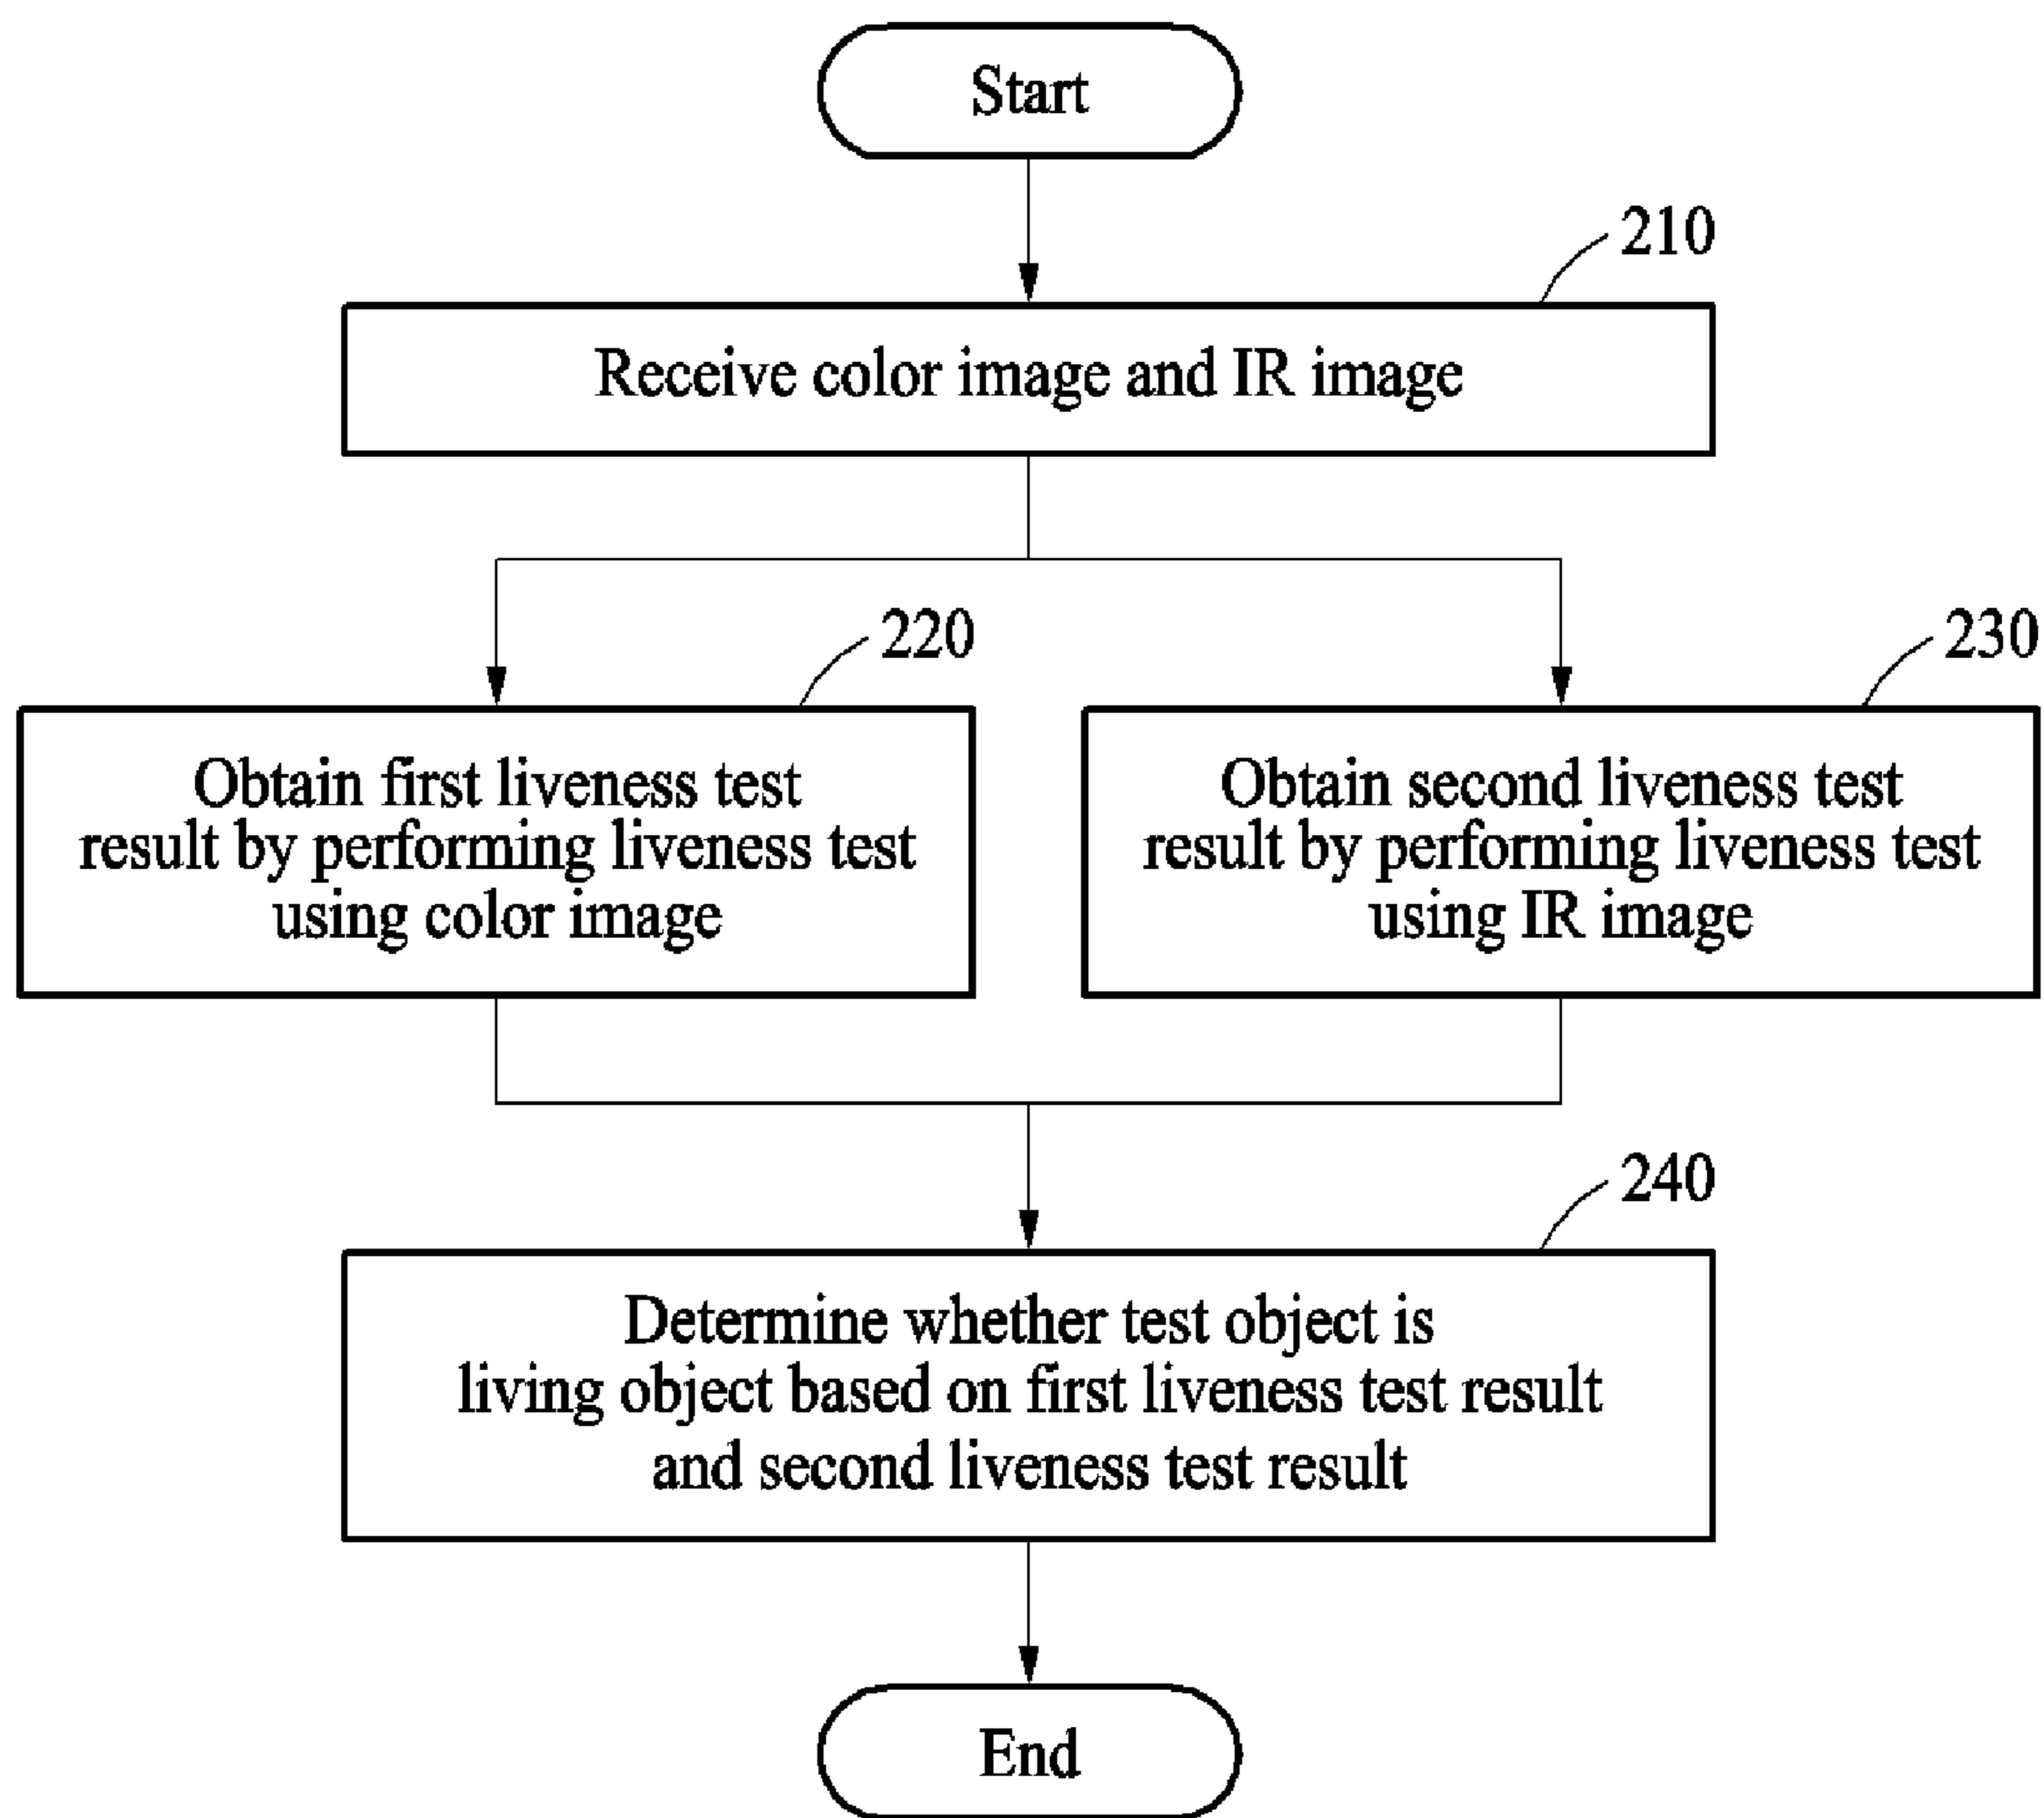 Start
210
Receive color image and IR image
220
Obtain first liveness test
result by performing liveness test
using color image
230
Obtain second liveness test
result by performing liveness test
using IR image
240
Determine whether test object is
living object based on first liveness test result
and second liveness test result
End